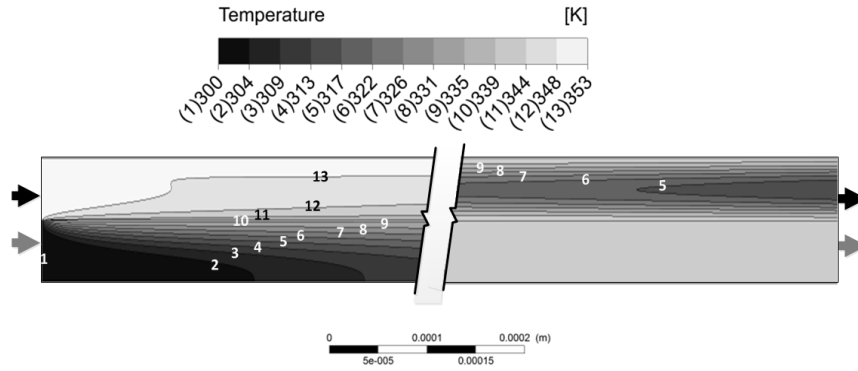 Temperature [K]
(1)300 (2)304 (3)309 (4)313 (5)317 (6)322 (7)326 (8)331 (9)335 (10)339 (11)344 (12)348 (13)353
9 8 7 6 5
13
12
11
10 9 8 7 6 5 4 3 2
1
0 0.0001 0.0002 (m)
5e-005 0.00015